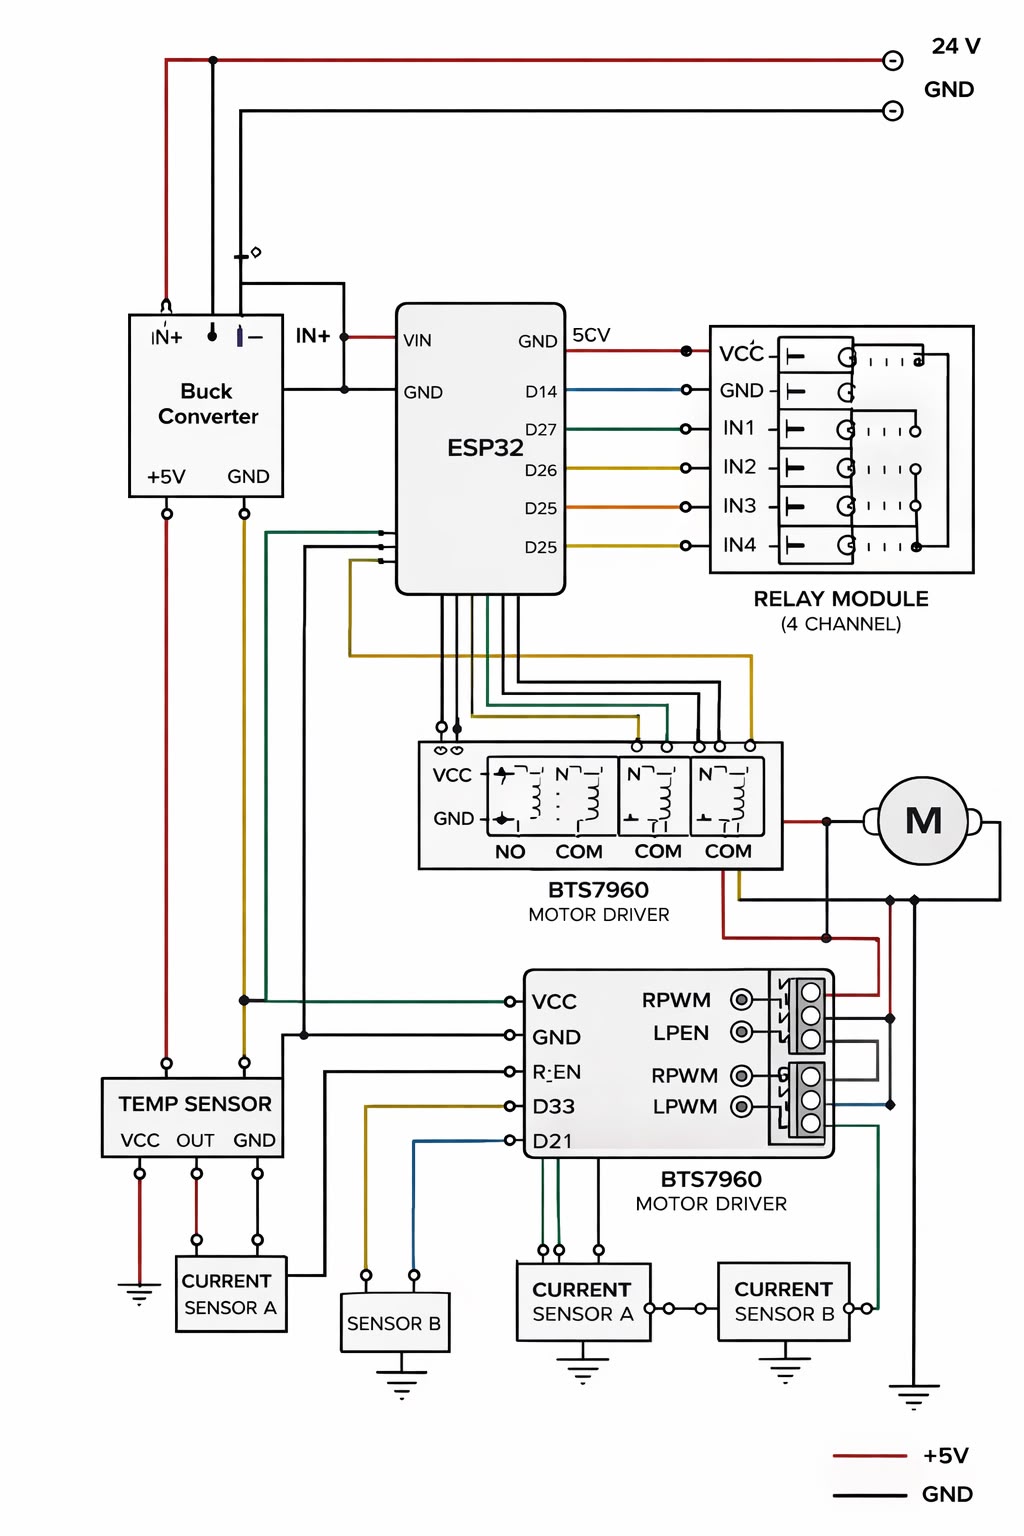 24 V
GND
IN+
IN+
VIN
GND
5CV
VCC
Buck
Converter
GND
D14
GND
D27
IN1
ESP32
D26
IN2
+5V
GND
D25
IN3
D25
IN4
RELAY MODULE
(4 CHANNEL)
VCC
N
N
N
GND
M
NO
COM
COM
COM
BTS7960
MOTOR DRIVER
VCC
RPWM
GND
LPEN
R_EN
RPWM
D33
LPWM
TEMP SENSOR
VCC
OUT
GND
D21
BTS7960
MOTOR DRIVER
CURRENT
SENSOR A
SENSOR B
CURRENT
SENSOR A
CURRENT
SENSOR B
+5V
GND